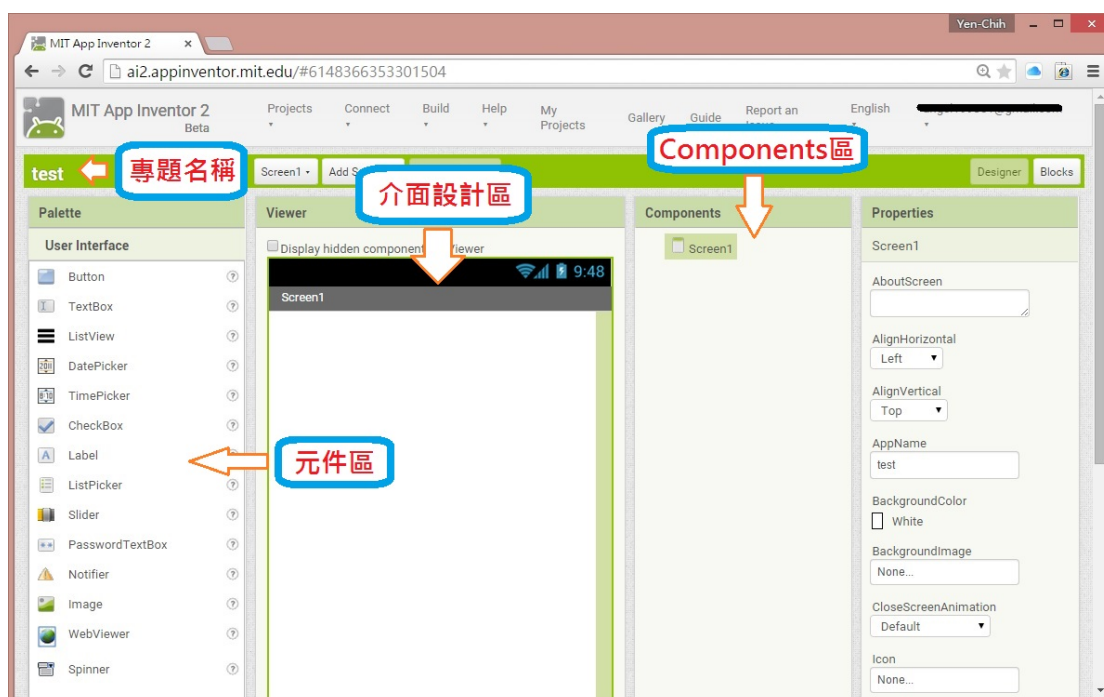 Yen-Chih
MIT App Inventor 2
ai2.appinventor.mit.edu/#6148366353301504
MIT App Inventor 2
Beta
Projects
Connect
Build
Help
My Projects
Gallery
Guide
Report an
English
test
專題名稱
Screen1
Add S
Components區
Designer
Blocks
介面設計區
Palette
Viewer
Components
Properties
User Interface
Display hidden component
iewer
Screen1
Screen1
9:48
Screen1
Button
TextBox
ListView
DatePicker
TimePicker
CheckBox
Label
ListPicker
Slider
PasswordTextBox
Notifier
Image
WebViewer
Spinner
元件區
AboutScreen
AlignHorizontal
Left
AlignVertical
Top
AppName
test
BackgroundColor
White
BackgroundImage
None...
CloseScreenAnimation
Default
Icon
None...